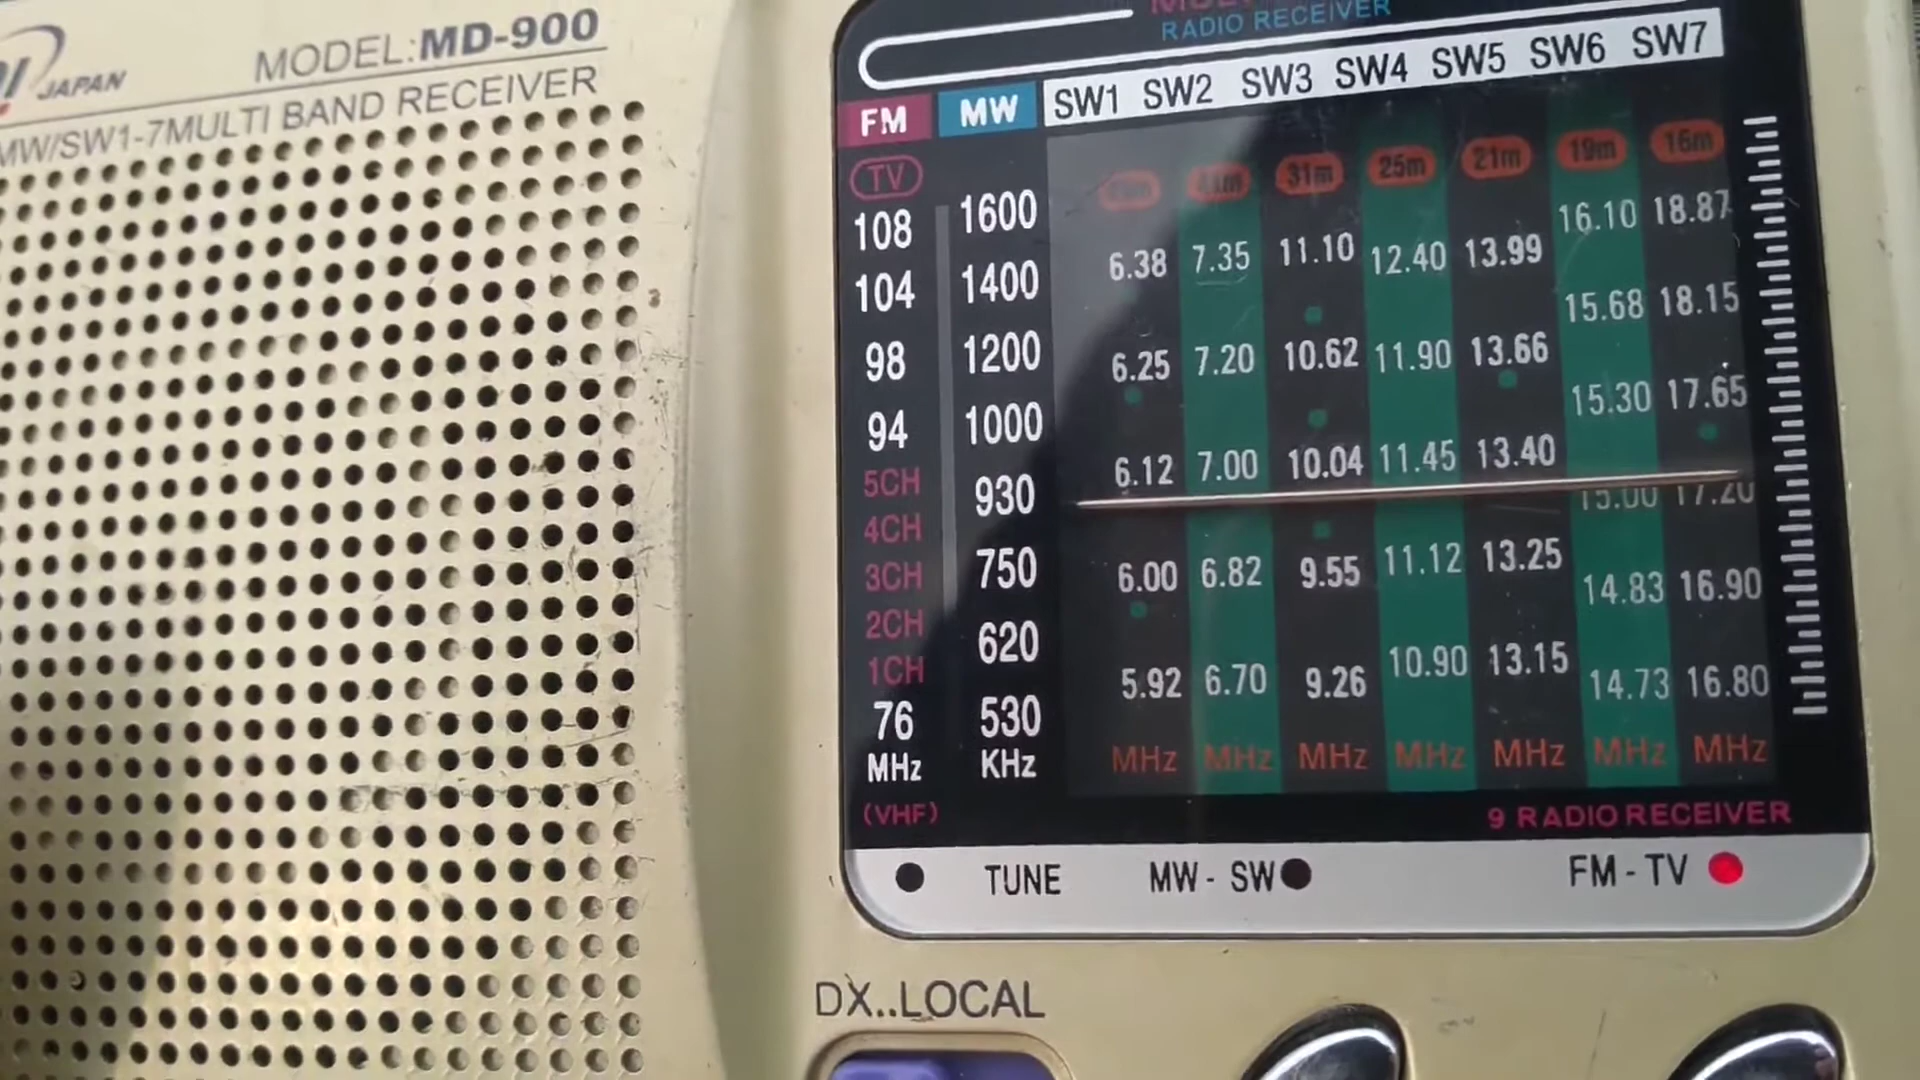 JAPAN
MODEL:MD-900
MW/SW1-7MULTI BAND RECEIVER
RADIO RECEIVER
FM MW SW1 SW2 SW3 SW4 SW5 SW6 SW7
TV 31m 25m 21m 19m 16m
108 1600 6.38 7.35 11.10 12.40 13.99 16.10 18.87
104 1400 15.68 18.15
98 1200 6.25 7.20 10.62 11.90 13.66 15.30 17.65
94 1000 6.12 7.00 10.04 11.45 13.40
5CH 930 15.00 17.20
4CH
3CH 750 6.00 6.82 9.55 11.12 13.25 14.83 16.90
2CH 620
1CH 5.92 6.70 9.26 10.90 13.15 14.73 16.80
76 530
MHz KHz MHz MHz MHz MHz MHz MHz MHz
(VHF) 9 RADIO RECEIVER
TUNE MW - SW FM - TV
DX..LOCAL